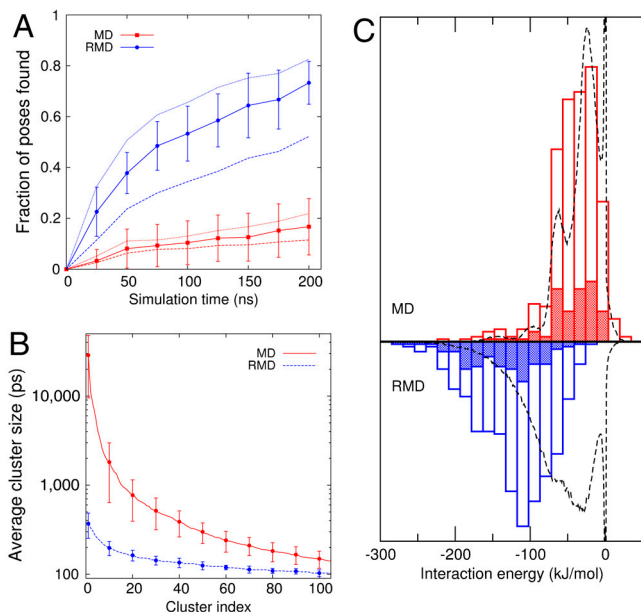 A
MD
RMD
Fraction of poses found
1
0.8
0.6
0.4
0.2
0
0 50 100 150 200
Simulation time (ns)
B
MD
RMD
Average cluster size (ps)
10,000
1,000
100
0 20 40 60 80 100
Cluster index
C
MD
RMD
-300 -200 -100 0
Interaction energy (kJ/mol)